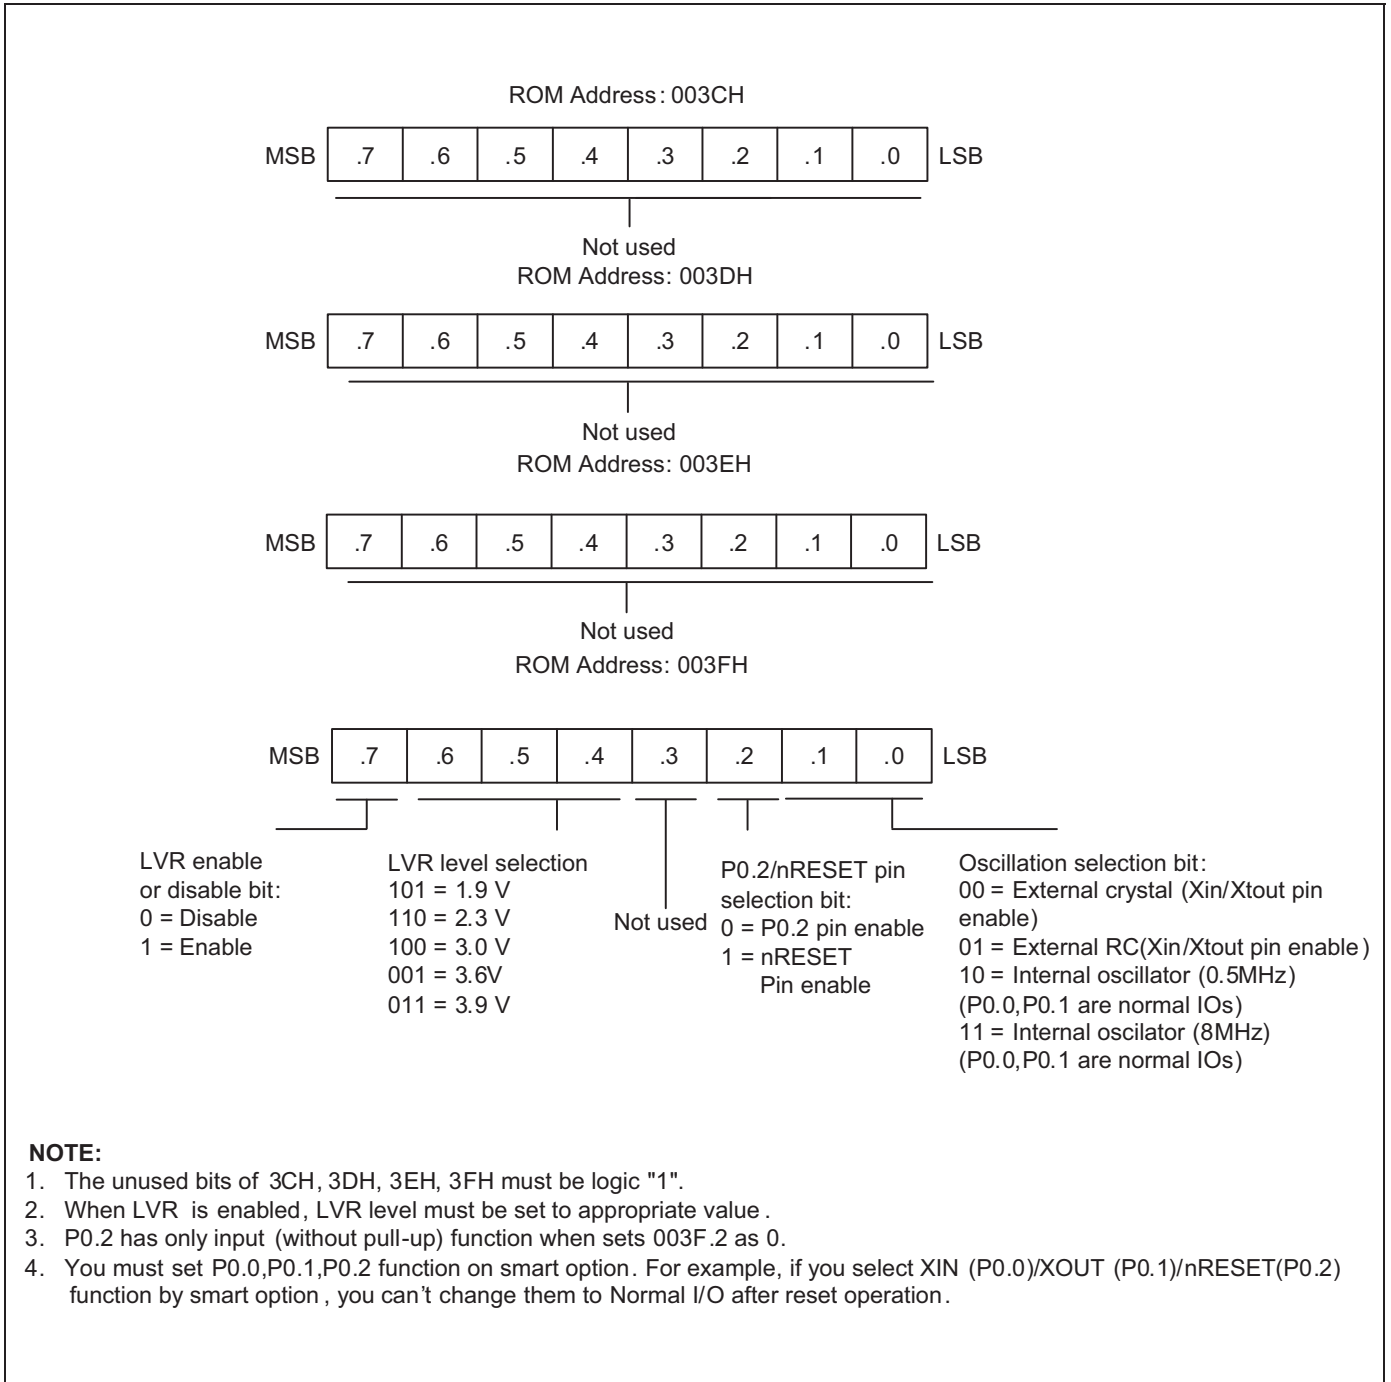 ROM Address: 003CH
MSB .7 .6 .5 .4 .3 .2 .1 .0 LSB
Not used
ROM Address: 003DH
MSB .7 .6 .5 .4 .3 .2 .1 .0 LSB
Not used
ROM Address: 003EH
MSB .7 .6 .5 .4 .3 .2 .1 .0 LSB
Not used
ROM Address: 003FH
MSB .7 .6 .5 .4 .3 .2 .1 .0 LSB
LVR enable
or disable bit:
0 = Disable
1 = Enable
LVR level selection
101 = 1.9 V
110 = 2.3 V
100 = 3.0 V
001 = 3.6V
011 = 3.9 V
Not used
P0.2/nRESET pin
selection bit:
0 = P0.2 pin enable
1 = nRESET
Pin enable
Oscillation selection bit:
00 = External crystal (Xin/Xtout pin
enable)
01 = External RC(Xin/Xtout pin enable)
10 = Internal oscillator (0.5MHz)
(P0.0,P0.1 are normal IOs)
11 = Internal oscilator (8MHz)
(P0.0,P0.1 are normal IOs)
NOTE:
1. The unused bits of 3CH, 3DH, 3EH, 3FH must be logic "1".
2. When LVR is enabled, LVR level must be set to appropriate value.
3. P0.2 has only input (without pull-up) function when sets 003F.2 as 0.
4. You must set P0.0,P0.1,P0.2 function on smart option. For example, if you select XIN (P0.0)/XOUT (P0.1)/nRESET(P0.2)
function by smart option, you can't change them to Normal I/O after reset operation.